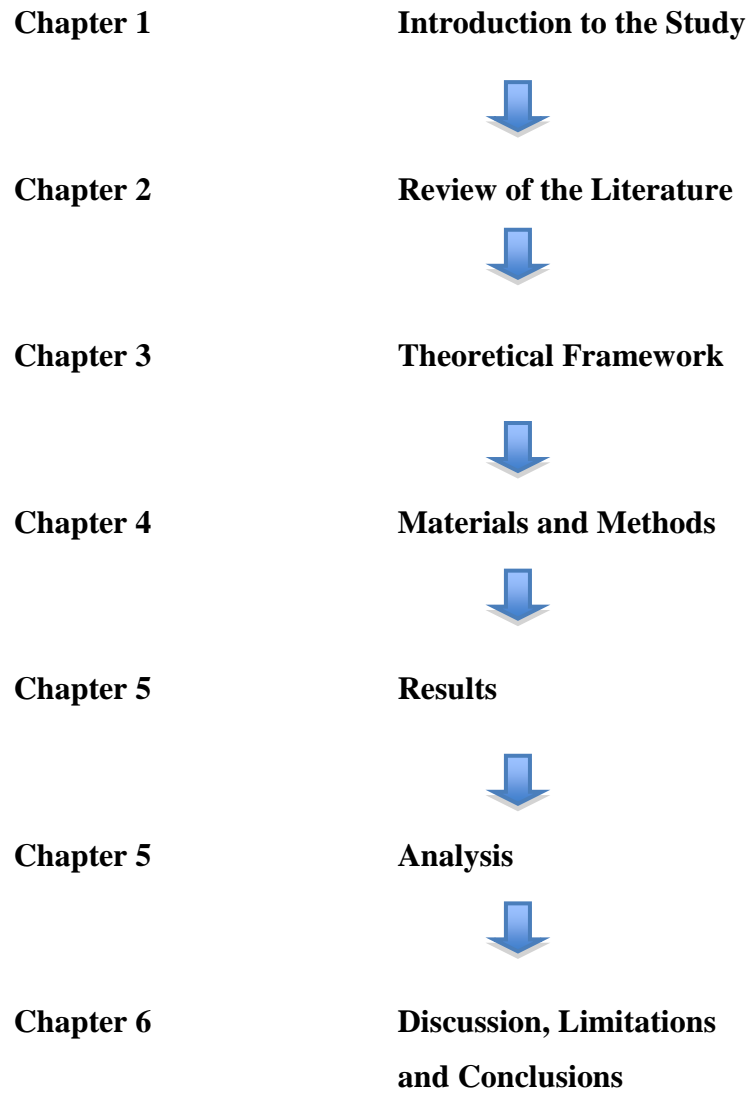 Chapter 1 Introduction to the Study
Chapter 2 Review of the Literature
Chapter 3 Theoretical Framework
Chapter 4 Materials and Methods
Chapter 5 Results
Chapter 5 Analysis
Chapter 6 Discussion, Limitations
and Conclusions